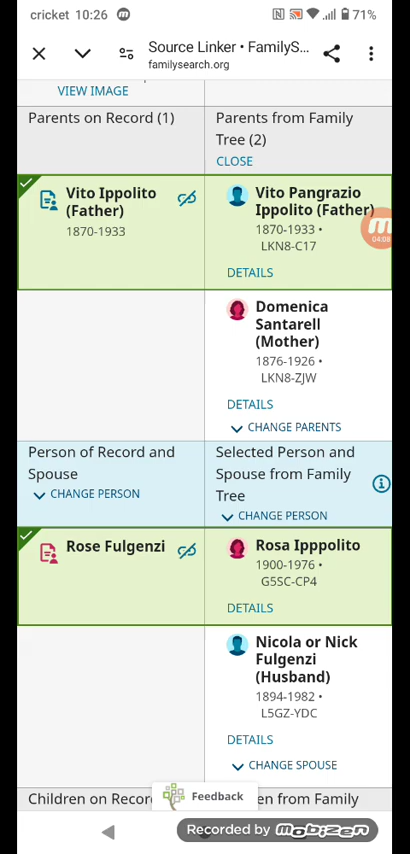 cricket 10:26 71%
Source Linker • FamilyS...
familysearch.org
VIEW IMAGE
Parents on Record (1)
Parents from Family
Tree (2)
CLOSE
Vito Ippolito
(Father)
1870-1933
Vito Pangrazio
Ippolito (Father)
1870-1933 •
LKN8-C17
04:08
DETAILS
Domenica
Santarell
(Mother)
1876-1926 •
LKN8-ZJW
DETAILS
CHANGE PARENTS
Person of Record and
Spouse
CHANGE PERSON
Selected Person and
Spouse from Family
Tree
CHANGE PERSON
Rose Fulgenzi
Rosa Ipppolito
1900-1976 •
G5SC-CP4
DETAILS
Nicola or Nick
Fulgenzi
(Husband)
1894-1982 •
L5GZ-YDC
DETAILS
CHANGE SPOUSE
Children on Recor
en from Family
Feedback
Recorded by mobizen